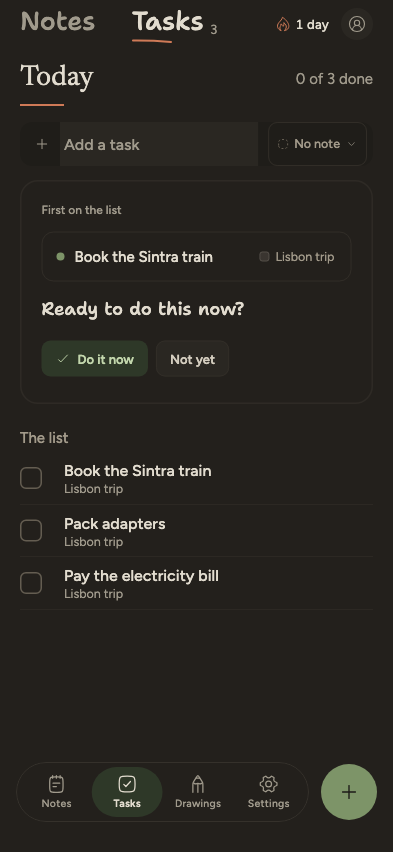 Notes
Tasks 3
1 day
Today
0 of 3 done
Add a task
No note
First on the list
Book the Sintra train
Lisbon trip
Ready to do this now?
Do it now
Not yet
The list
Book the Sintra train
Lisbon trip
Pack adapters
Lisbon trip
Pay the electricity bill
Lisbon trip
Notes
Tasks
Drawings
Settings